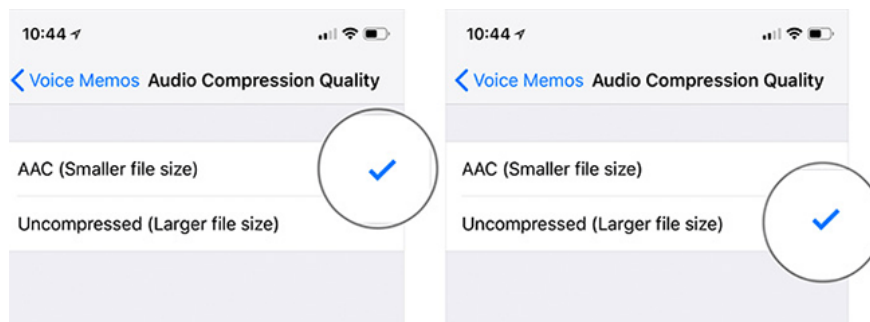 10:44
Voice Memos Audio Compression Quality
AAC (Smaller file size)
Uncompressed (Larger file size)
10:44
Voice Memos Audio Compression Quality
AAC (Smaller file size)
Uncompressed (Larger file size)